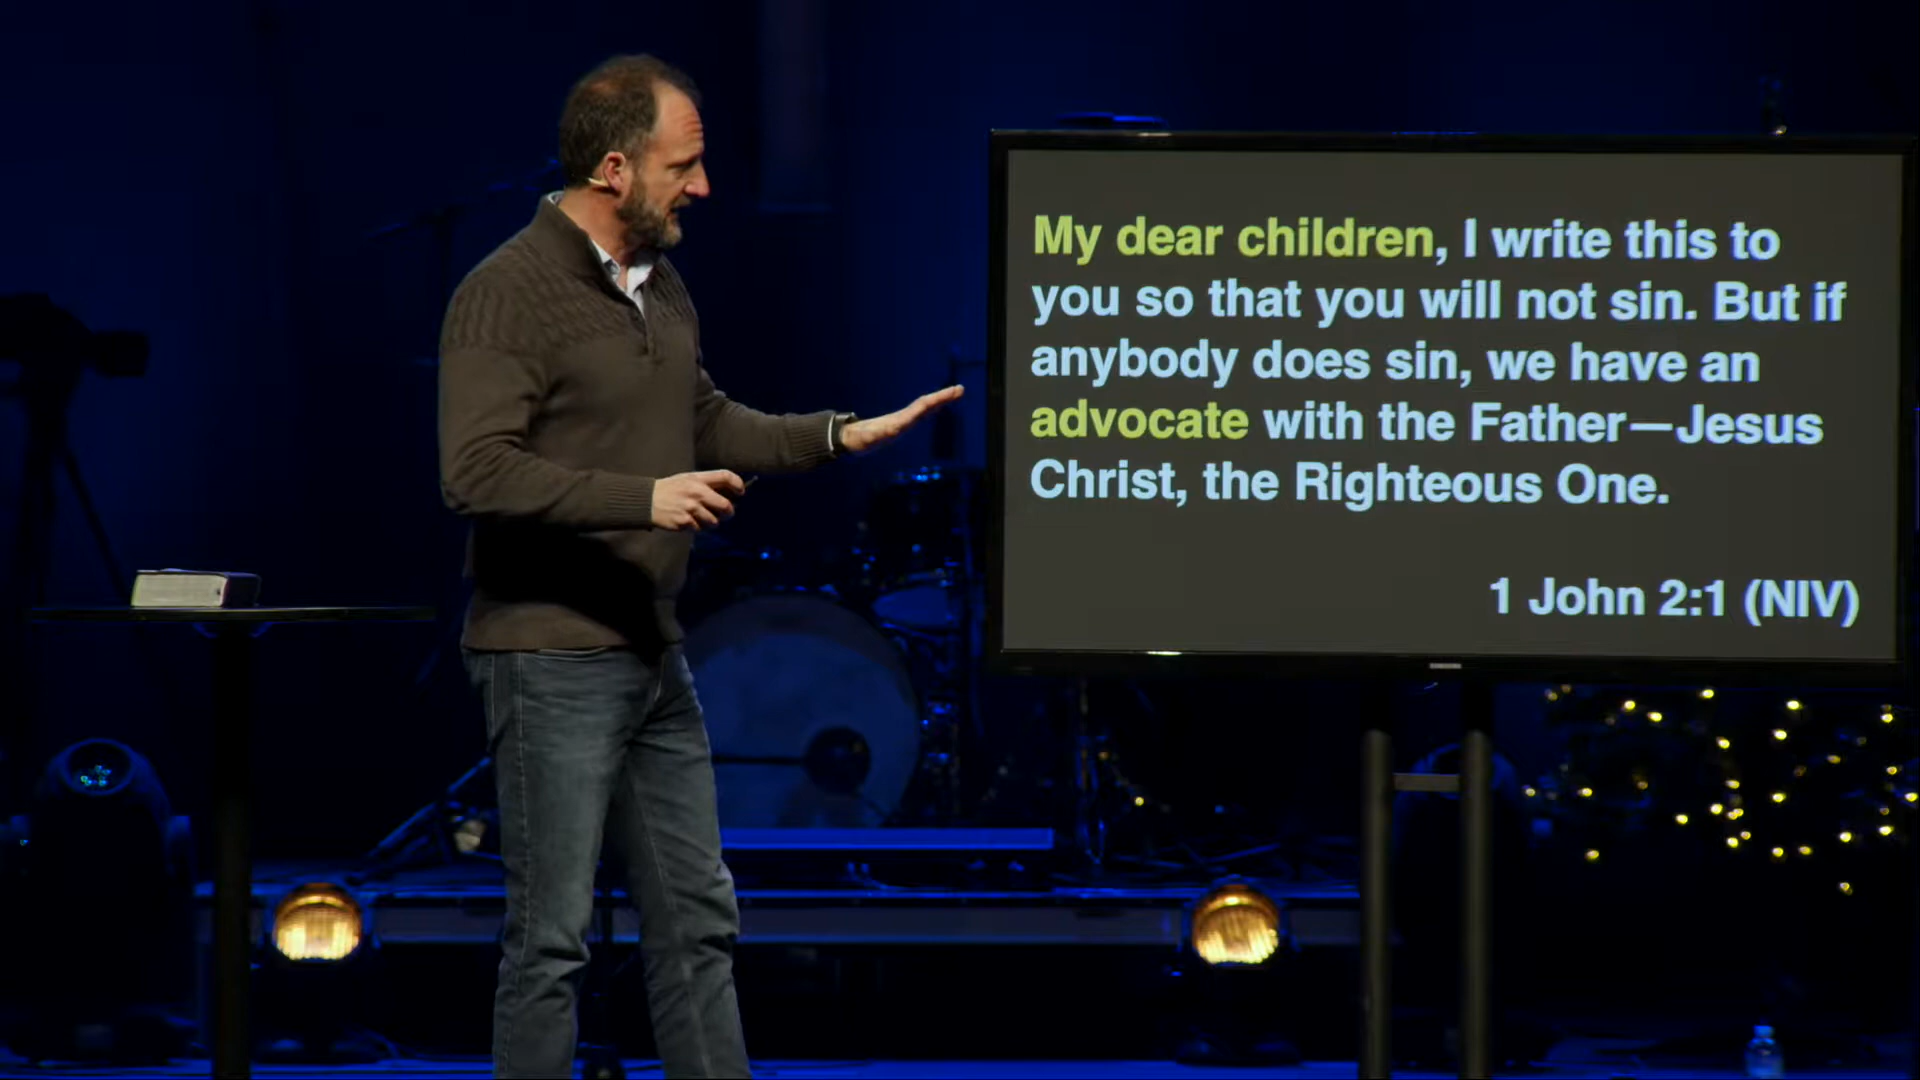 My dear children, I write this to
you so that you will not sin. But if
anybody does sin, we have an
advocate with the Father—Jesus
Christ, the Righteous One.
1 John 2:1 (NIV)